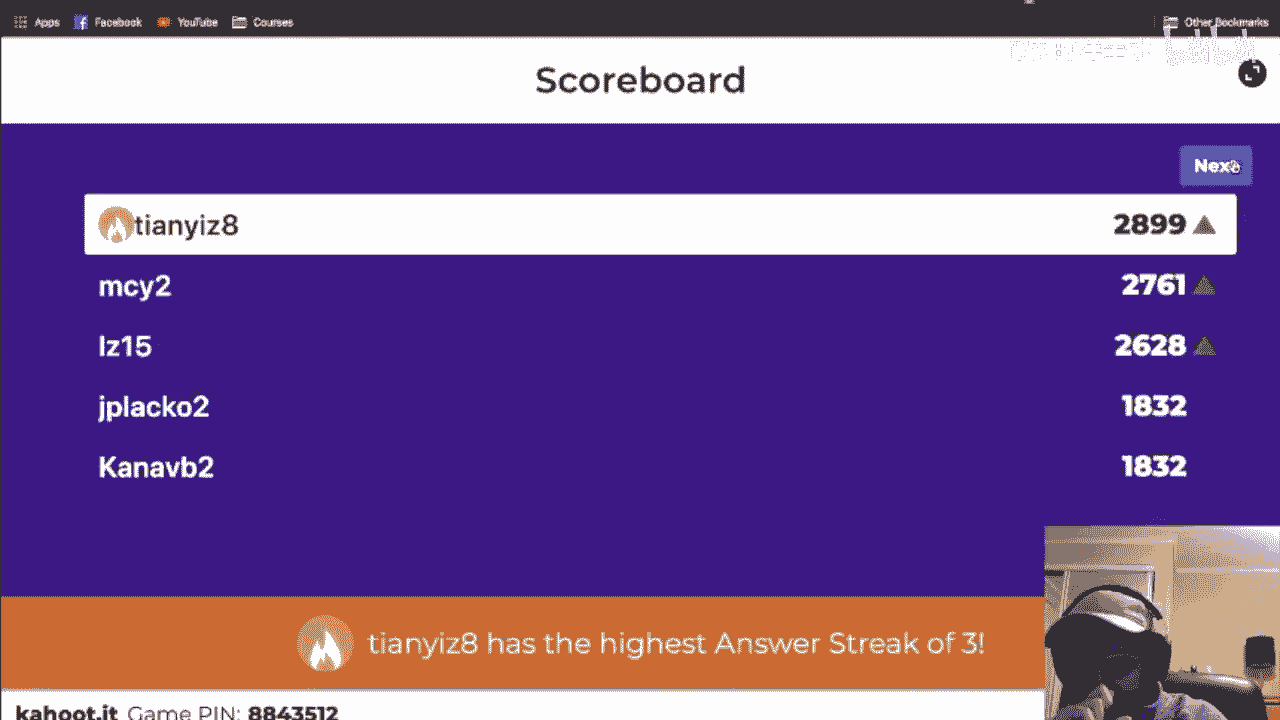 Apps Facebook YouTube Courses Other Bookmarks
Scoreboard
Next
tianyiz8 2899
mcy2 2761
lz15 2628
jplacko2 1832
Kanavb2 1832
tianyiz8 has the highest Answer Streak of 3!
kahoot.it Game PIN: 8843512